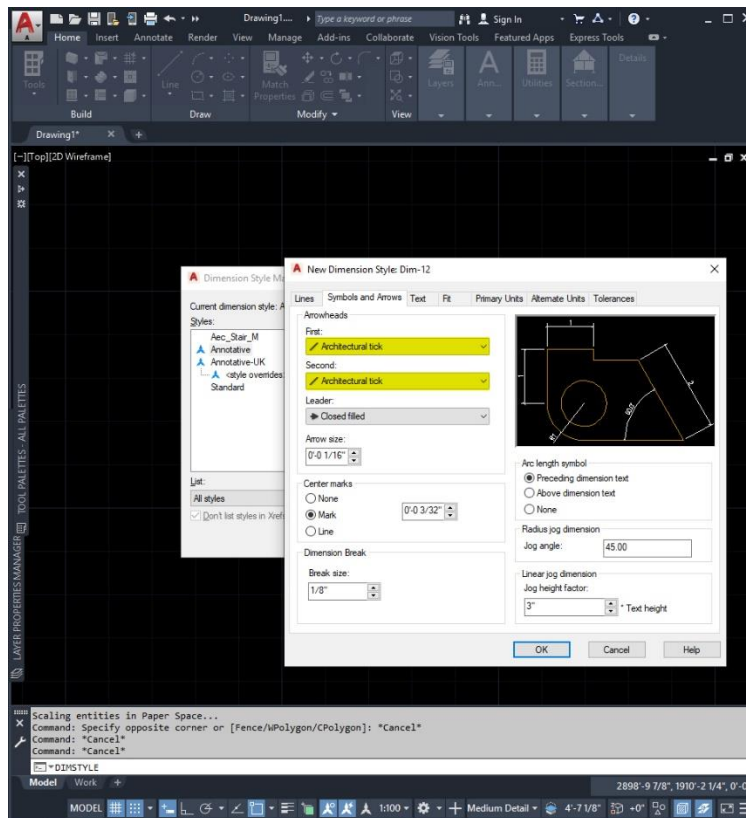 Drawing1.... Type a keyword or phrase Sign In
Home Insert Annotate Render View Manage Add-ins Collaborate Vision Tools Featured Apps Express Tools
Tools Line Match Properties Layers Ann... Utilities Section... Details
Build Draw Modify View
Drawing1*
[–][Top][2D Wireframe]
TOOL PALETTES - ALL PALETTES
LAYER PROPERTIES MANAGER
Dimension Style Ma
Current dimension style: A
Styles:
Aec_Stair_M
Annotative
Annotative-UK
<style overrides
Standard
List:
All styles
Don't list styles in Xrefs
New Dimension Style: Dim-12
Lines Symbols and Arrows Text Fit Primary Units Alternate Units Tolerances
Arrowheads
First:
Architectural tick
Second:
Architectural tick
Leader:
Closed filled
Arrow size:
0'-0 1/16"
Center marks
None
Mark 0'-0 3/32"
Line
Dimension Break
Break size:
1/8"
1
1
2
R1
Arc length symbol
Preceding dimension text
Above dimension text
None
Radius jog dimension
Jog angle: 45.00
Linear jog dimension
Jog height factor:
3" * Text height
OK Cancel Help
Scaling entities in Paper Space...
Command: Specify opposite corner or [Fence/WPolygon/CPolygon]: *Cancel*
Command: *Cancel*
Command: *Cancel*
DIMSTYLE
Model Work
2898'-9 7/8", 1910'-2 1/4", 0'-0
MODEL 1:100 Medium Detail 4'-7 1/8" +0"